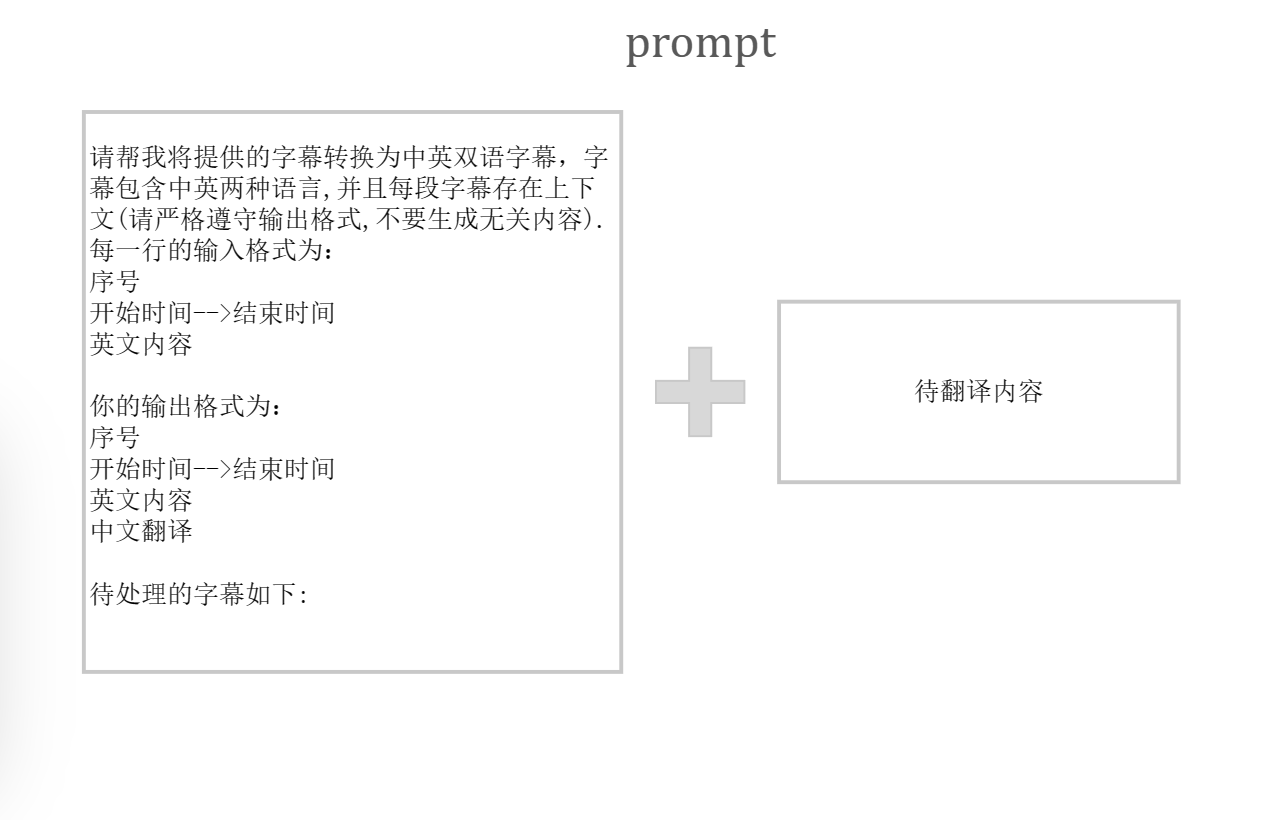 prompt
请帮我将提供的字幕转换为中英双语字幕，字
幕包含中英两种语言,并且每段字幕存在上下
文(请严格遵守输出格式,不要生成无关内容).
每一行的输入格式为：
序号
开始时间-->结束时间
英文内容
你的输出格式为：
序号
开始时间-->结束时间
英文内容
中文翻译
待处理的字幕如下:
待翻译内容